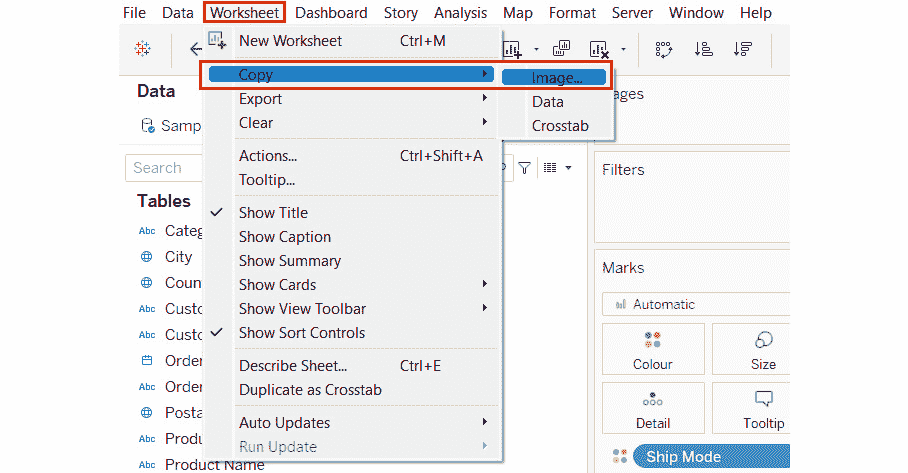 File Data Worksheet Dashboard Story Analysis Map Format Server Window Help
New Worksheet Ctrl+M
Copy
Image...
Export
Data
Clear
Crosstab
Actions... Ctrl+Shift+A
Tooltip...
Show Title
Show Caption
Show Summary
Show Cards
Show View Toolbar
Show Sort Controls
Describe Sheet... Ctrl+E
Duplicate as Crosstab
Auto Updates
Run Update
Data
Samp
Search
Tables
Abc Categ
City
Coun
Abc Custo
Abc Custo
Order
Abc Order
Posta
Abc Produ
Abc Product Name
ages
Filters
Marks
Automatic
Colour Size
Detail Tooltip
Ship Mode